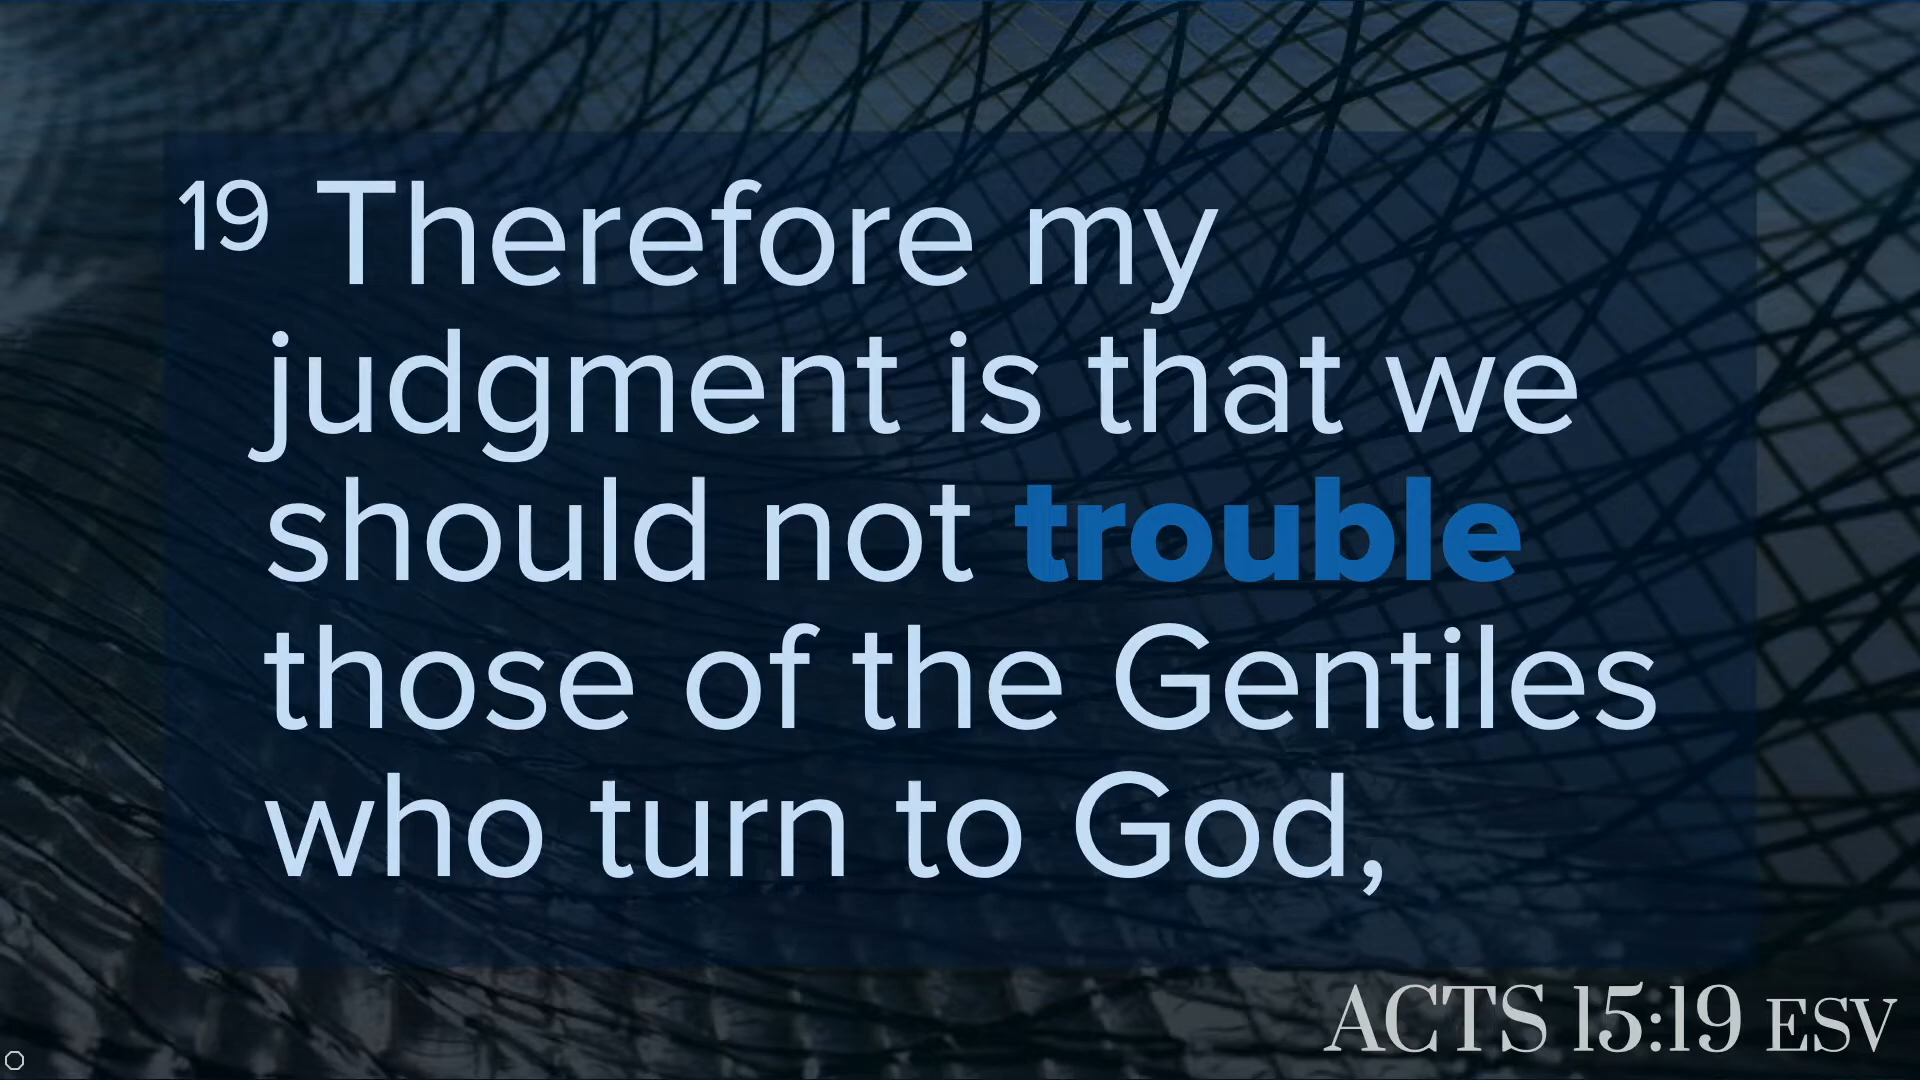 19 Therefore my
judgment is that we
should not trouble
those of the Gentiles
who turn to God,
ACTS 15:19 ESV